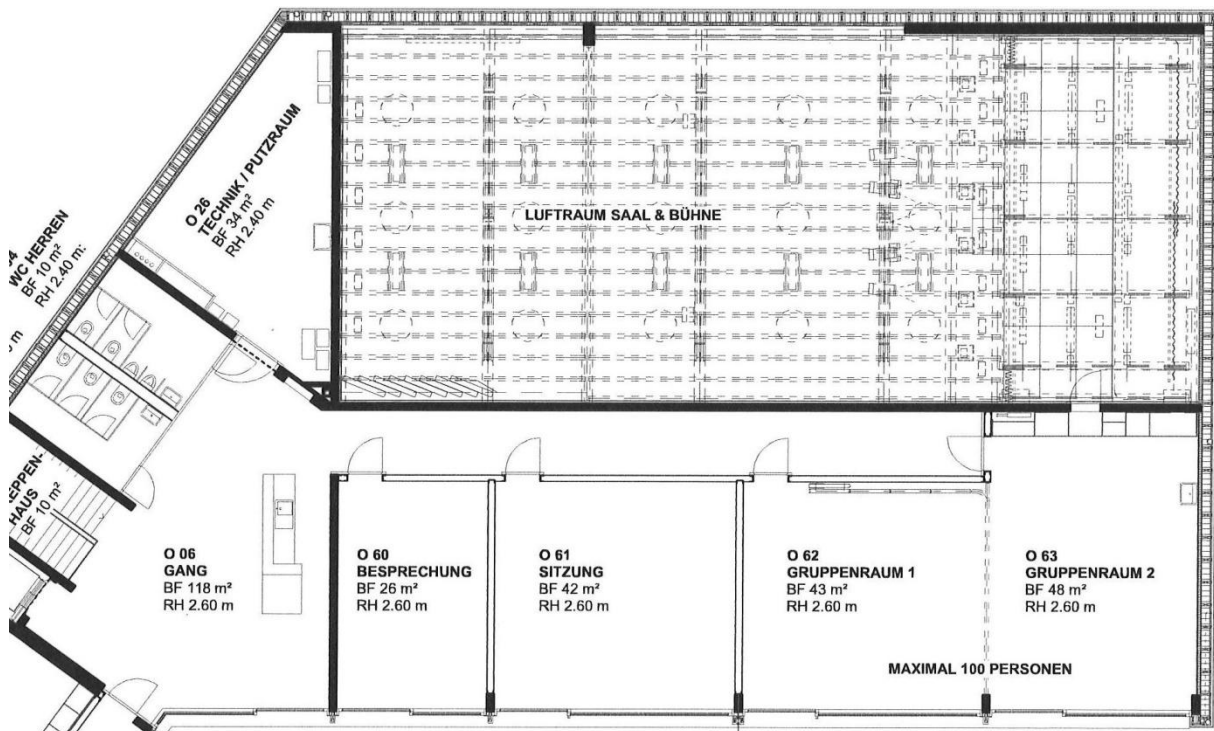 O 26
TECHNIK / PUTZRAUM
BF 34 m²
RH 2.40 m
WC HERREN
BF 10 m²
RH 2.40 m
LUFTRAUM SAAL & BÜHNE
HAUS
BF 10 m²
O 06
GANG
BF 118 m²
RH 2.60 m
O 60
BESPRECHUNG
BF 26 m²
RH 2.60 m
O 61
SITZUNG
BF 42 m²
RH 2.60 m
O 62
GRUPPENRAUM 1
BF 43 m²
RH 2.60 m
O 63
GRUPPENRAUM 2
BF 48 m²
RH 2.60 m
MAXIMAL 100 PERSONEN